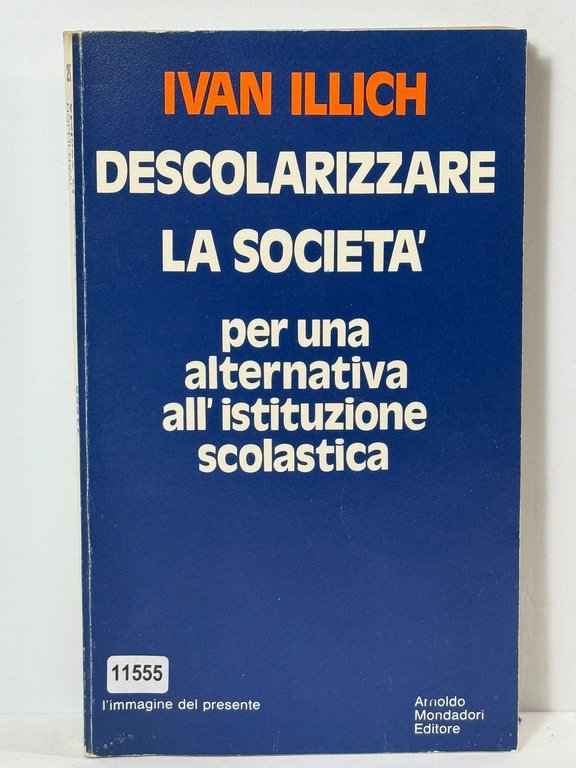 IVAN ILLICH
DESCOLARIZZARE
LA SOCIETA'
per una
alternativa
all'istituzione
scolastica
11555
l'immagine del presente
Arnoldo
Mondadori
Editore